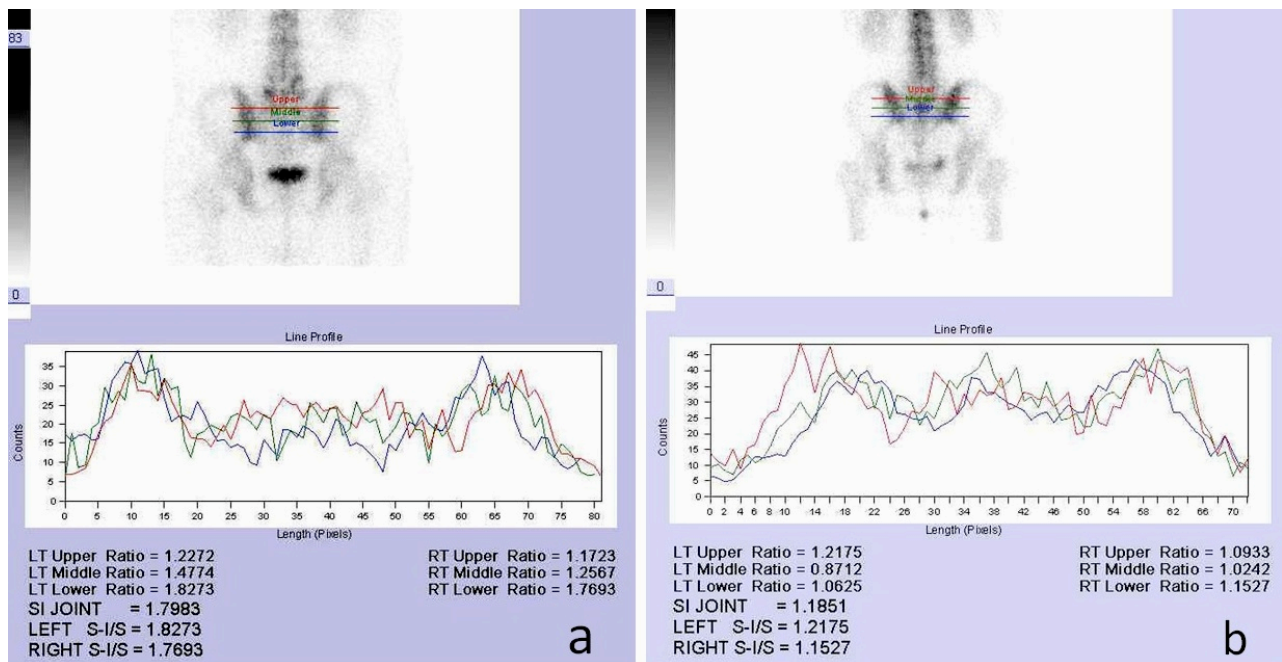 83
Upper
Middle
Lower
0
Line Profile
35
30
25
20
15
10
5
0
Counts
0 5 10 15 20 25 30 35 40 45 50 55 60 65 70 75 80
Length (Pixels)
LT Upper Ratio = 1.2272
RT Upper Ratio = 1.1723
LT Middle Ratio = 1.4774
RT Middle Ratio = 1.2567
LT Lower Ratio = 1.8273
RT Lower Ratio = 1.7693
SI JOINT = 1.7983
LEFT S-I/S = 1.8273
RIGHT S-I/S = 1.7693
a
Upper
Middle
Lower
0
Line Profile
45
40
35
30
25
20
15
10
5
0
Counts
0 2 4 6 8 10 14 18 22 26 30 34 38 42 46 50 54 58 62 66 70
Length (Pixels)
LT Upper Ratio = 1.2175
RT Upper Ratio = 1.0933
LT Middle Ratio = 0.8712
RT Middle Ratio = 1.0242
LT Lower Ratio = 1.0625
RT Lower Ratio = 1.1527
SI JOINT = 1.1851
LEFT S-I/S = 1.2175
RIGHT S-I/S = 1.1527
b